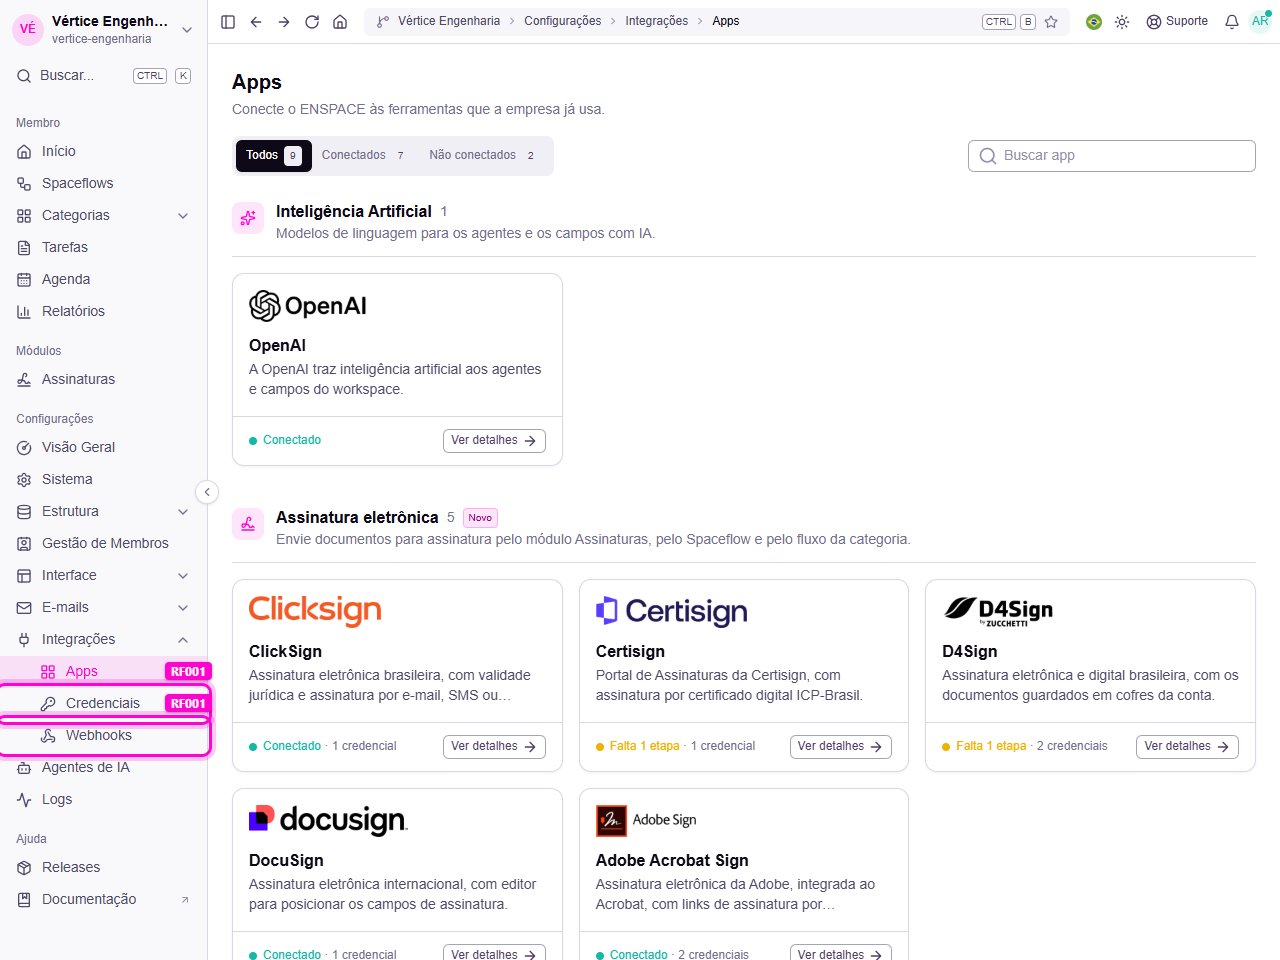 VÉ
Vértice Engenh...
vertice-engenharia
Buscar...
CTRL K
Membro
Início
Spaceflows
Categorias
Tarefas
Agenda
Relatórios
Módulos
Assinaturas
Configurações
Visão Geral
Sistema
Estrutura
Gestão de Membros
Interface
E-mails
Integrações
Apps
RF001
Credenciais
RF001
Webhooks
Agentes de IA
Logs
Ajuda
Releases
Documentação
Vértice Engenharia
Configurações
Integrações
Apps
CTRL B
Suporte
AR
Apps
Conecte o ENSPACE às ferramentas que a empresa já usa.
Todos 9
Conectados 7
Não conectados 2
Buscar app
Inteligência Artificial 1
Modelos de linguagem para os agentes e os campos com IA.
OpenAI
OpenAI
A OpenAI traz inteligência artificial aos agentes
e campos do workspace.
Conectado
Ver detalhes
Assinatura eletrônica 5 Novo
Envie documentos para assinatura pelo módulo Assinaturas, pelo Spaceflow e pelo fluxo da categoria.
Clicksign
ClickSign
Assinatura eletrônica brasileira, com validade
jurídica e assinatura por e-mail, SMS ou…
Conectado · 1 credencial
Ver detalhes
Certisign
Certisign
Portal de Assinaturas da Certisign, com
assinatura por certificado digital ICP-Brasil.
Falta 1 etapa · 1 credencial
Ver detalhes
D4Sign
by ZUCCHETTI
D4Sign
Assinatura eletrônica e digital brasileira, com os
documentos guardados em cofres da conta.
Falta 1 etapa · 2 credenciais
Ver detalhes
docusign
DocuSign
Assinatura eletrônica internacional, com editor
para posicionar os campos de assinatura.
Conectado · 1 credencial
Ver detalhes
Adobe Sign
Adobe Acrobat Sign
Assinatura eletrônica da Adobe, integrada ao
Acrobat, com links de assinatura por…
Conectado · 2 credenciais
Ver detalhes